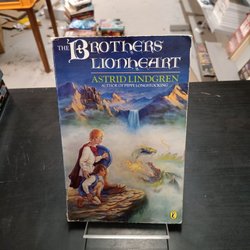 THE BROTHERS
LIONHEART
ASTRID LINDGREN
AUTHOR OF PIPPI LONGSTOCKING